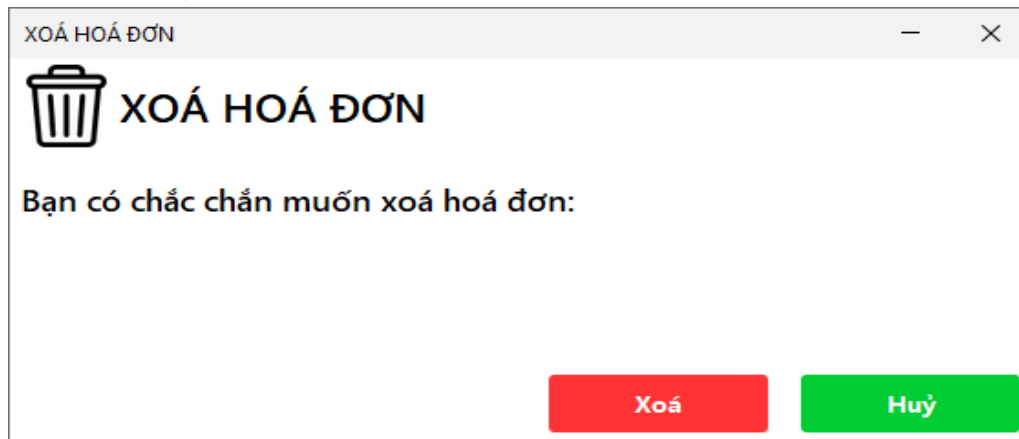 XOÁ HOÁ ĐƠN
XOÁ HOÁ ĐƠN
Bạn có chắc chắn muốn xoá hoá đơn:
Xoá Huỷ